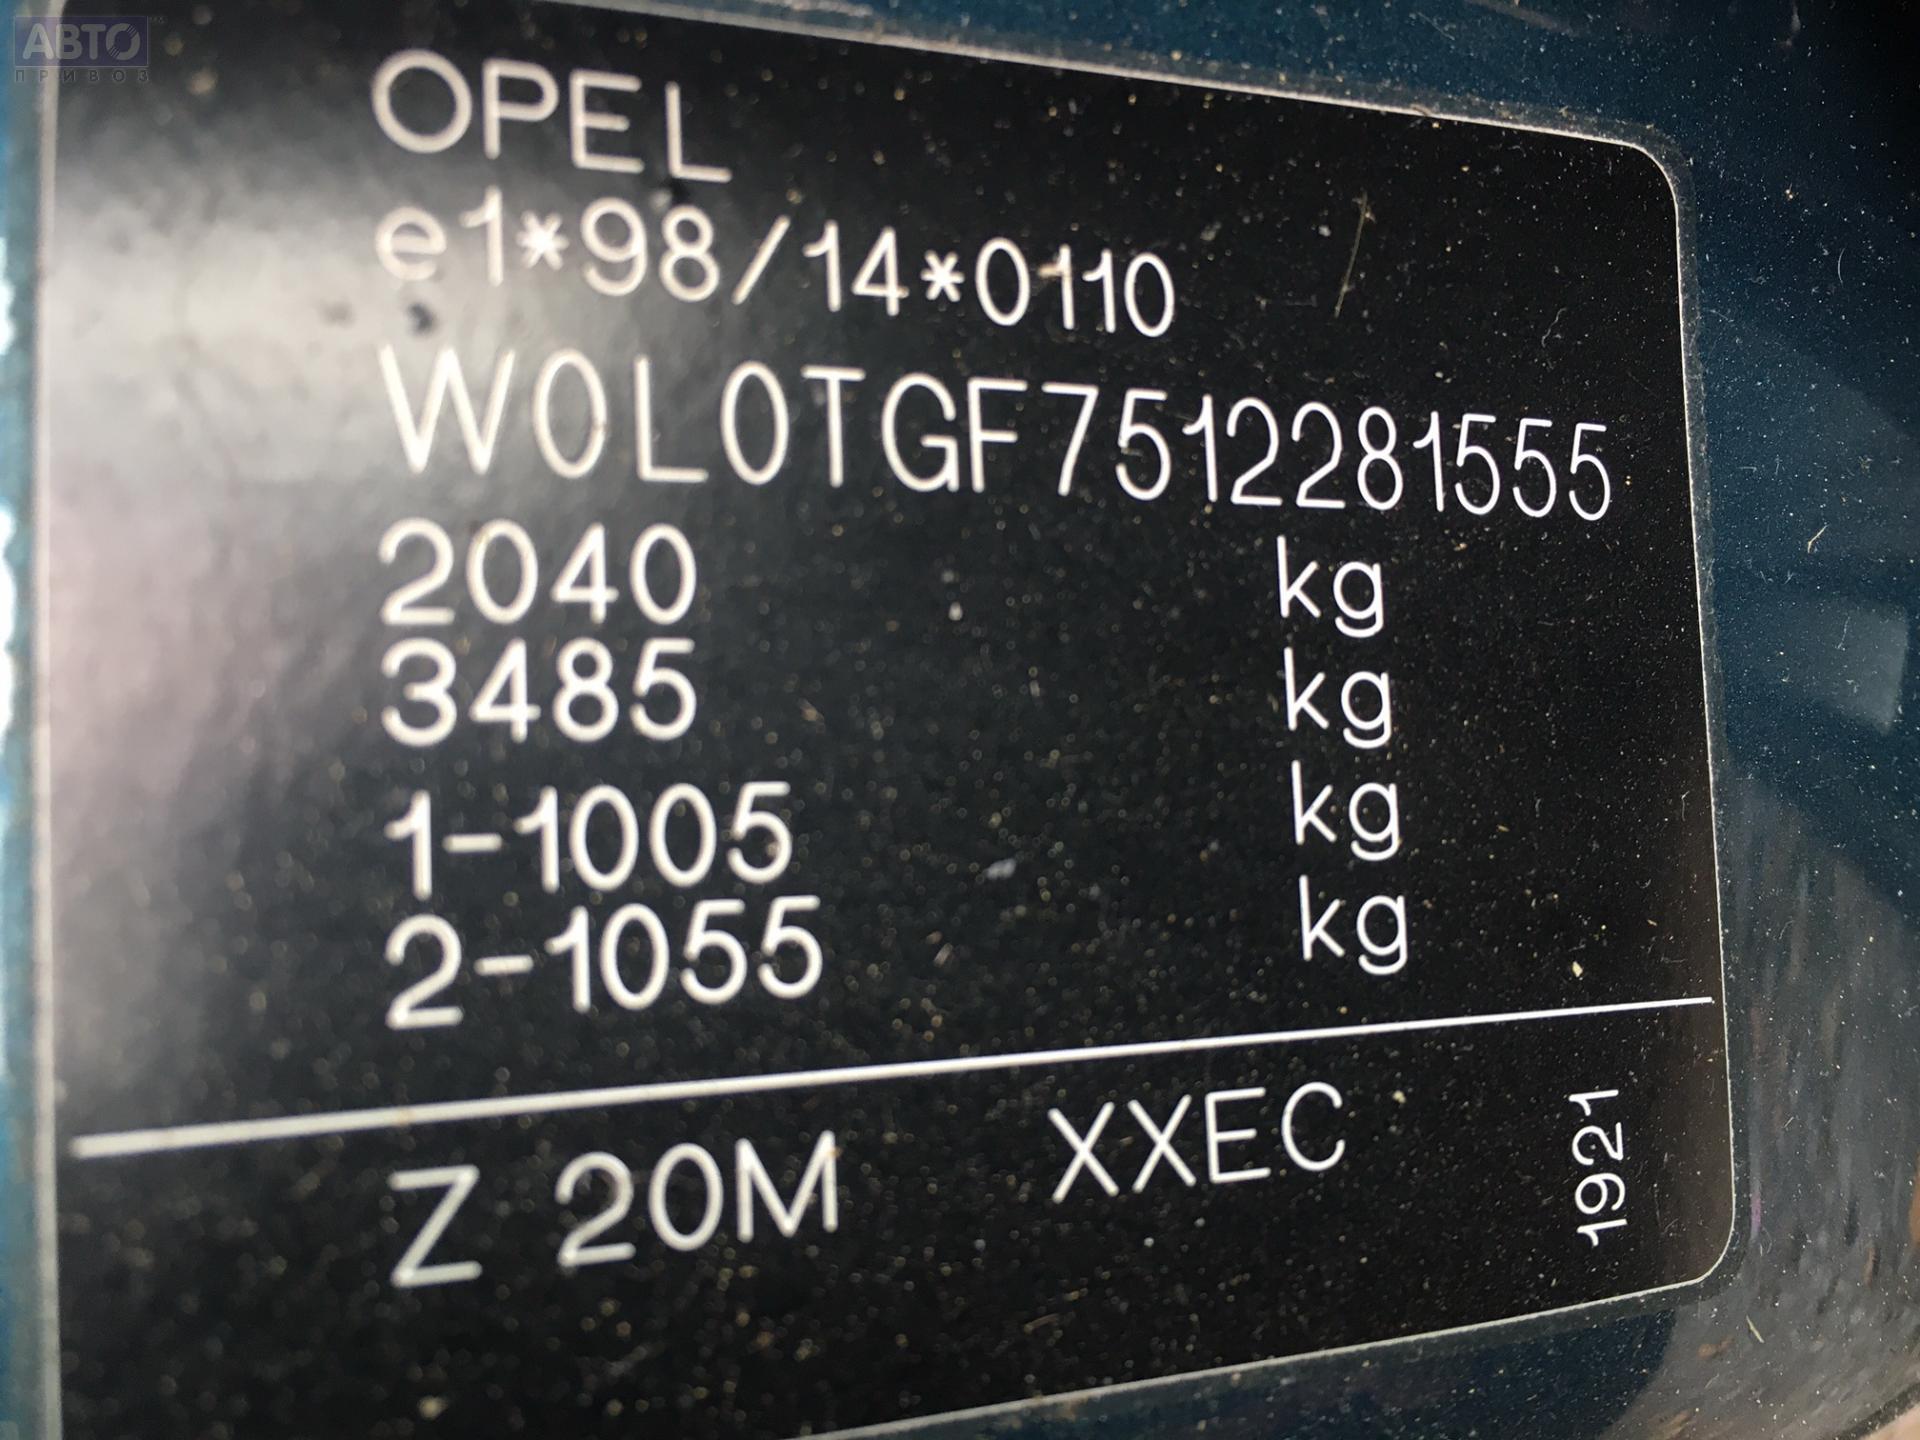 АВТО™
ПРИВОЗ
OPEL
e1*98/14*0110
W0L0TGF7512281555
2040 kg
3485 kg
1-1005 kg
2-1055 kg
Z 20M XXEC
1921